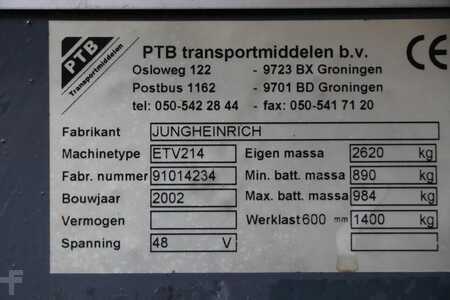 PTB
Transportmiddelen
PTB transportmiddelen b.v.
CE
Osloweg 122 - 9723 BX Groningen
Postbus 1162 - 9701 BD Groningen
tel: 050-542 28 44 - fax: 050-541 71 20
Fabrikant JUNGHEINRICH
Machinetype ETV214 Eigen massa 2620 kg
Fabr. nummer 91014234 Min. batt. massa 890 kg
Bouwjaar 2002 Max. batt. massa 984 kg
Vermogen Werklast 600 mm 1400 kg
Spanning 48 V
F